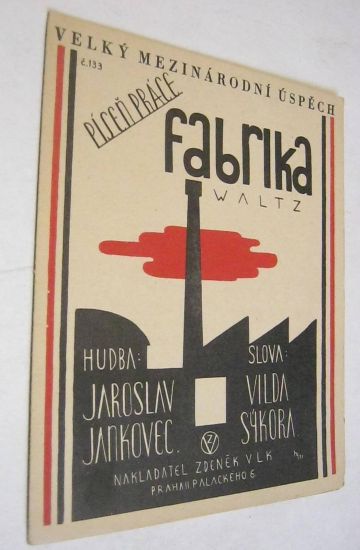 VELKÝ MEZINÁRODNÍ ÚSPĚCH
č.133
PÍSEŇ PRÁCE
fabrika
WALTZ
HUDBA:
JAROSLAV
JANKOVEC.
SLOVA:
VILDA
SÝKORA
VZ
NAKLADATEL ZDENĚK VLK
PRAHA II. PALACKÉHO 6